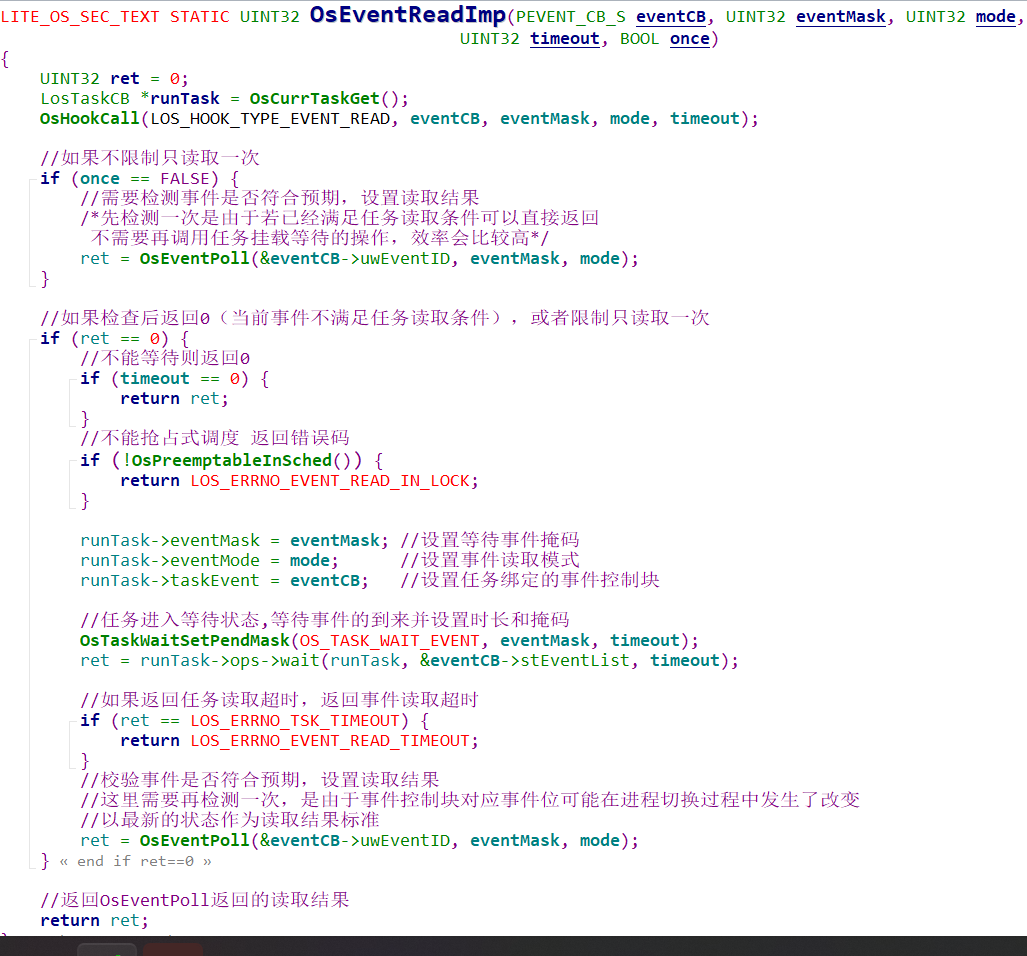 LITE_OS_SEC_TEXT STATIC UINT32 OsEventReadImp(PEVENT_CB_S eventCB, UINT32 eventMask, UINT32 mode,
UINT32 timeout, BOOL once)
{
UINT32 ret = 0;
LosTaskCB *runTask = OsCurrTaskGet();
OsHookCall(LOS_HOOK_TYPE_EVENT_READ, eventCB, eventMask, mode, timeout);
//如果不限制只读取一次
if (once == FALSE) {
//需要检测事件是否符合预期，设置读取结果
/*先检测一次是由于若已经满足任务读取条件可以直接返回
不需要再调用任务挂载等待的操作，效率会比较高*/
ret = OsEventPoll(&eventCB->uwEventID, eventMask, mode);
}
//如果检查后返回0（当前事件不满足任务读取条件），或者限制只读取一次
if (ret == 0) {
//不能等待则返回0
if (timeout == 0) {
return ret;
}
//不能抢占式调度 返回错误码
if (!OsPreemptableInSched()) {
return LOS_ERRNO_EVENT_READ_IN_LOCK;
}
runTask->eventMask = eventMask; //设置等待事件掩码
runTask->eventMode = mode; //设置事件读取模式
runTask->taskEvent = eventCB; //设置任务绑定的事件控制块
//任务进入等待状态,等待事件的到来并设置时长和掩码
OsTaskWaitSetPendMask(OS_TASK_WAIT_EVENT, eventMask, timeout);
ret = runTask->ops->wait(runTask, &eventCB->stEventList, timeout);
//如果返回任务读取超时，返回事件读取超时
if (ret == LOS_ERRNO_TSK_TIMEOUT) {
return LOS_ERRNO_EVENT_READ_TIMEOUT;
}
//校验事件是否符合预期，设置读取结果
//这里需要再检测一次，是由于事件控制块对应事件位可能在进程切换过程中发生了改变
//以最新的状态作为读取结果标准
ret = OsEventPoll(&eventCB->uwEventID, eventMask, mode);
} « end if ret==0 »
//返回OsEventPoll返回的读取结果
return ret;